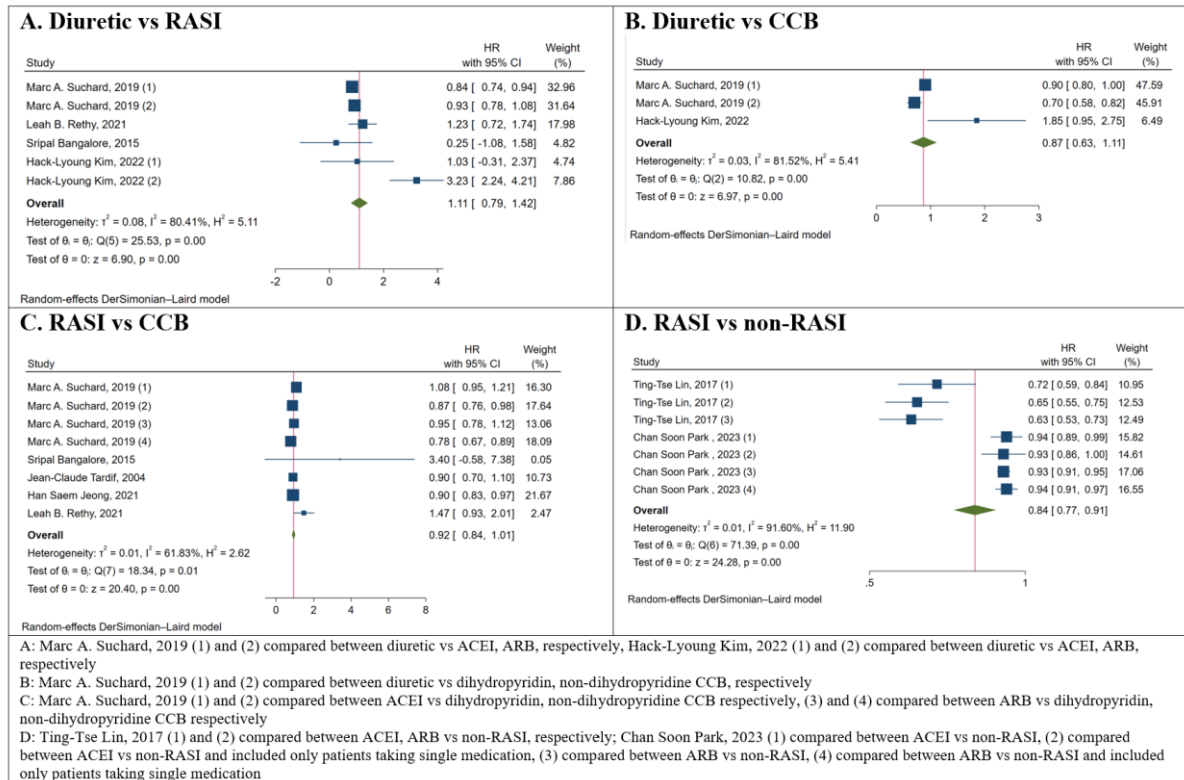 A. Diuretic vs RASI
HR Weight
Study with 95% CI (%)
Marc A. Suchard, 2019 (1) 0.84 [ 0.74, 0.94] 32.96
Marc A. Suchard, 2019 (2) 0.93 [ 0.78, 1.08] 31.64
Leah B. Rethy, 2021 1.23 [ 0.72, 1.74] 17.98
Sripal Bangalore, 2015 0.25 [ -1.08, 1.58] 4.82
Hack-Lyoung Kim, 2022 (1) 1.03 [ -0.31, 2.37] 4.74
Hack-Lyoung Kim, 2022 (2) 3.23 [ 2.24, 4.21] 7.86
Overall 1.11 [ 0.79, 1.42]
Heterogeneity: τ² = 0.08, I² = 80.41%, H² = 5.11
Test of θᵢ = θⱼ: Q(5) = 25.53, p = 0.00
Test of θ = 0: z = 6.90, p = 0.00
-2 0 2 4
Random-effects DerSimonian–Laird model
B. Diuretic vs CCB
HR Weight
Study with 95% CI (%)
Marc A. Suchard, 2019 (1) 0.90 [ 0.80, 1.00] 47.59
Marc A. Suchard, 2019 (2) 0.70 [ 0.58, 0.82] 45.91
Hack-Lyoung Kim, 2022 1.85 [ 0.95, 2.75] 6.49
Overall 0.87 [ 0.63, 1.11]
Heterogeneity: τ² = 0.03, I² = 81.52%, H² = 5.41
Test of θᵢ = θⱼ: Q(2) = 10.82, p = 0.00
Test of θ = 0: z = 6.97, p = 0.00
0 1 2 3
Random-effects DerSimonian–Laird model
C. RASI vs CCB
HR Weight
Study with 95% CI (%)
Marc A. Suchard, 2019 (1) 1.08 [ 0.95, 1.21] 16.30
Marc A. Suchard, 2019 (2) 0.87 [ 0.76, 0.98] 17.64
Marc A. Suchard, 2019 (3) 0.95 [ 0.78, 1.12] 13.06
Marc A. Suchard, 2019 (4) 0.78 [ 0.67, 0.89] 18.09
Sripal Bangalore, 2015 3.40 [ -0.58, 7.38] 0.05
Jean-Claude Tardif, 2004 0.90 [ 0.70, 1.10] 10.73
Han Saem Jeong, 2021 0.90 [ 0.83, 0.97] 21.67
Leah B. Rethy, 2021 1.47 [ 0.93, 2.01] 2.47
Overall 0.92 [ 0.84, 1.01]
Heterogeneity: τ² = 0.01, I² = 61.83%, H² = 2.62
Test of θᵢ = θⱼ: Q(7) = 18.34, p = 0.01
Test of θ = 0: z = 20.40, p = 0.00
0 2 4 6 8
Random-effects DerSimonian–Laird model
D. RASI vs non-RASI
HR Weight
Study with 95% CI (%)
Ting-Tse Lin, 2017 (1) 0.72 [ 0.59, 0.84] 10.95
Ting-Tse Lin, 2017 (2) 0.65 [ 0.55, 0.75] 12.53
Ting-Tse Lin, 2017 (3) 0.63 [ 0.53, 0.73] 12.49
Chan Soon Park , 2023 (1) 0.94 [ 0.89, 0.99] 15.82
Chan Soon Park , 2023 (2) 0.93 [ 0.86, 1.00] 14.61
Chan Soon Park , 2023 (3) 0.93 [ 0.91, 0.95] 17.06
Chan Soon Park , 2023 (4) 0.94 [ 0.91, 0.97] 16.55
Overall 0.84 [ 0.77, 0.91]
Heterogeneity: τ² = 0.01, I² = 91.60%, H² = 11.90
Test of θᵢ = θⱼ: Q(6) = 71.39, p = 0.00
Test of θ = 0: z = 24.28, p = 0.00
.5 1
Random-effects DerSimonian–Laird model
A: Marc A. Suchard, 2019 (1) and (2) compared between diuretic vs ACEI, ARB, respectively, Hack-Lyoung Kim, 2022 (1) and (2) compared between diuretic vs ACEI, ARB,
respectively
B: Marc A. Suchard, 2019 (1) and (2) compared between diuretic vs dihydropyridin, non-dihydropyridine CCB, respectively
C: Marc A. Suchard, 2019 (1) and (2) compared between ACEI vs dihydropyridin, non-dihydropyridine CCB respectively, (3) and (4) compared between ARB vs dihydropyridin,
non-dihydropyridine CCB respectively
D: Ting-Tse Lin, 2017 (1) and (2) compared between ACEI, ARB vs non-RASI, respectively; Chan Soon Park, 2023 (1) compared between ACEI vs non-RASI, (2) compared
between ACEI vs non-RASI and included only patients taking single medication, (3) compared between ARB vs non-RASI, (4) compared between ARB vs non-RASI and included
only patients taking single medication